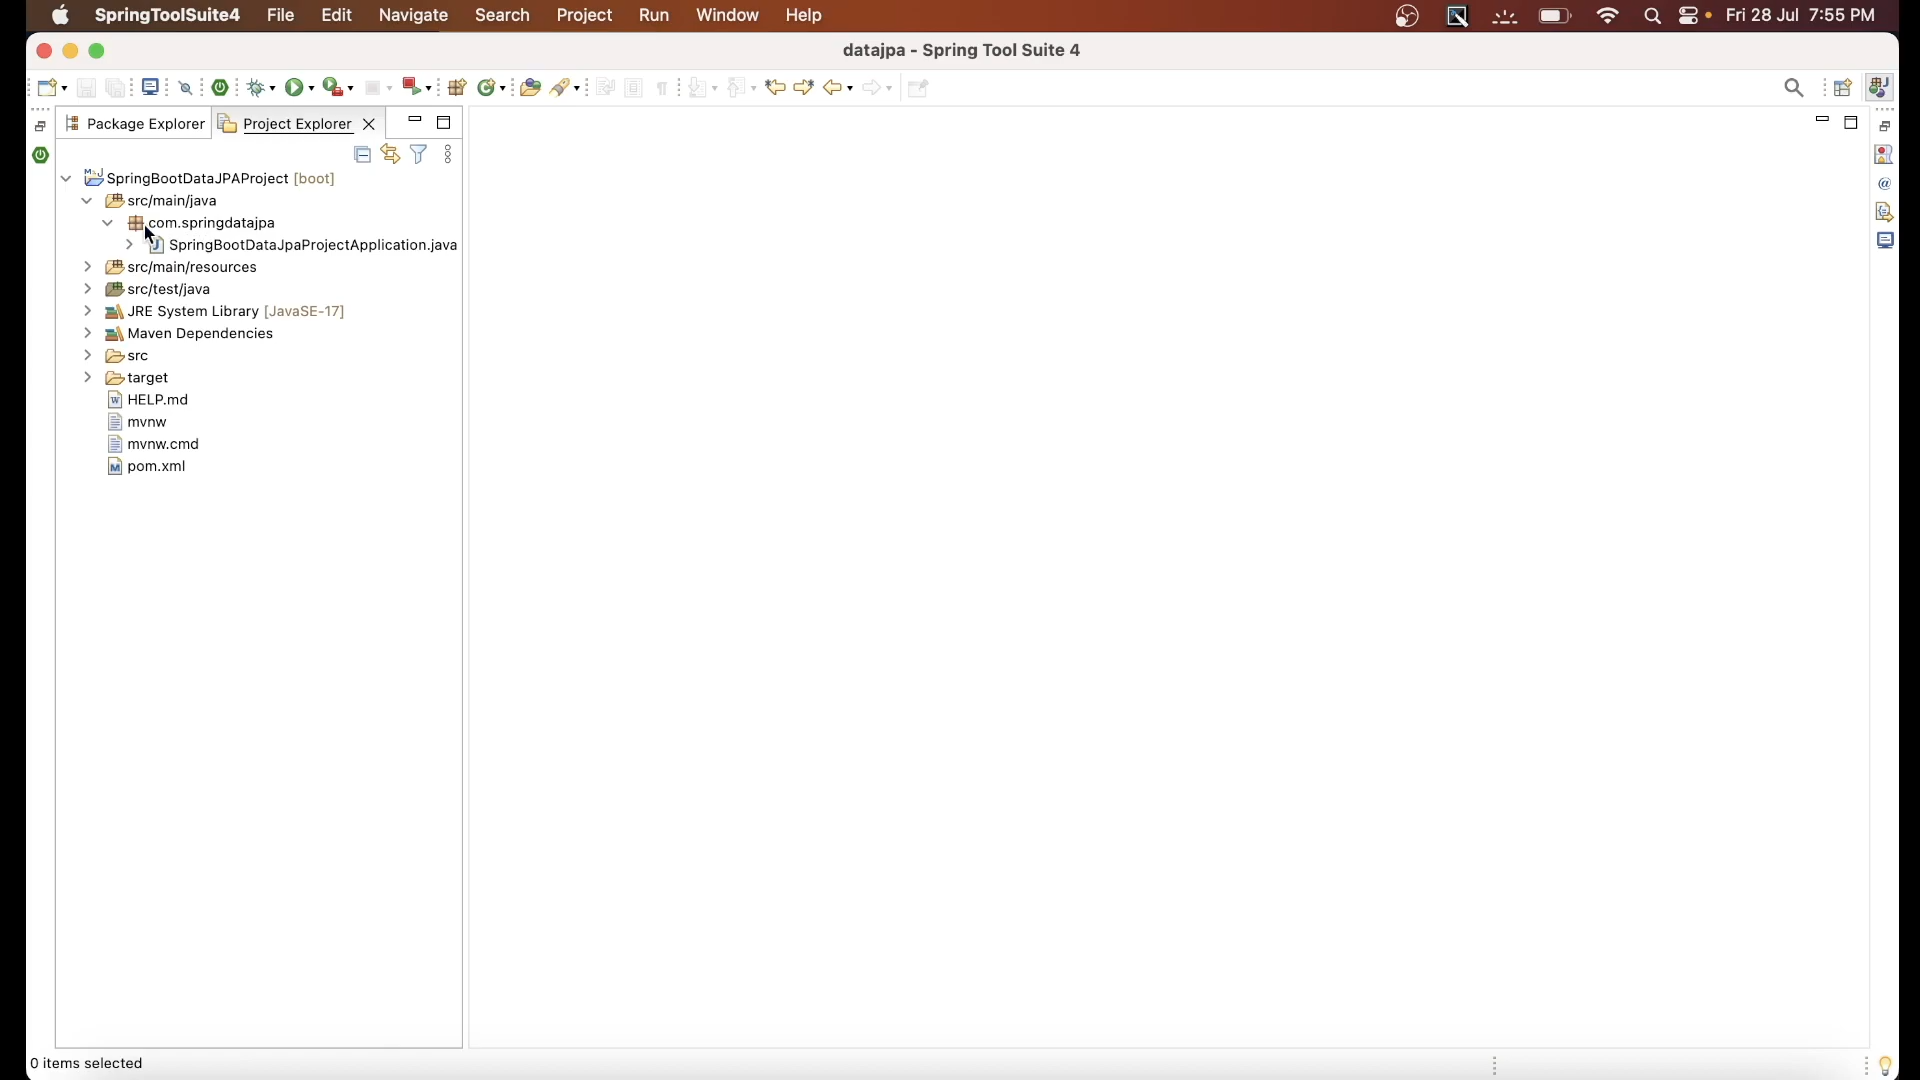 SpringToolSuite4 File Edit Navigate Search Project Run Window Help Fri 28 Jul 7:55 PM
datajpa - Spring Tool Suite 4
Package Explorer Project Explorer
SpringBootDataJPAProject [boot]
src/main/java
com.springdatajpa
SpringBootDataJpaProjectApplication.java
src/main/resources
src/test/java
JRE System Library [JavaSE-17]
Maven Dependencies
src
target
HELP.md
mvnw
mvnw.cmd
pom.xml
0 items selected